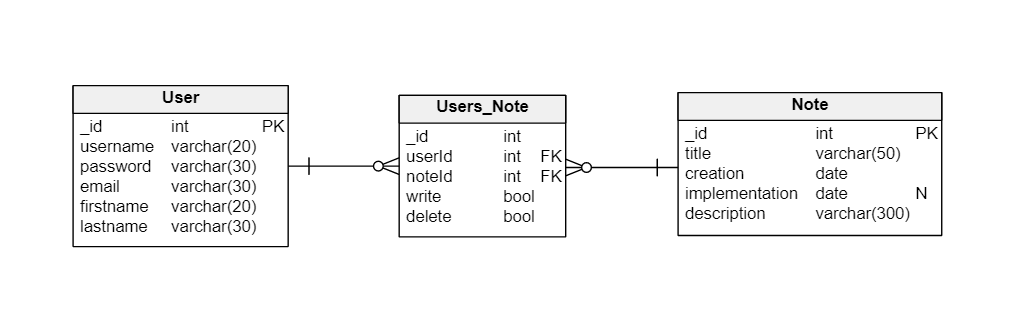 User
_id int PK
username varchar(20)
password varchar(30)
email varchar(30)
firstname varchar(20)
lastname varchar(30)
Users_Note
_id int
userId int FK
noteId int FK
write bool
delete bool
Note
_id int PK
title varchar(50)
creation date
implementation date N
description varchar(300)